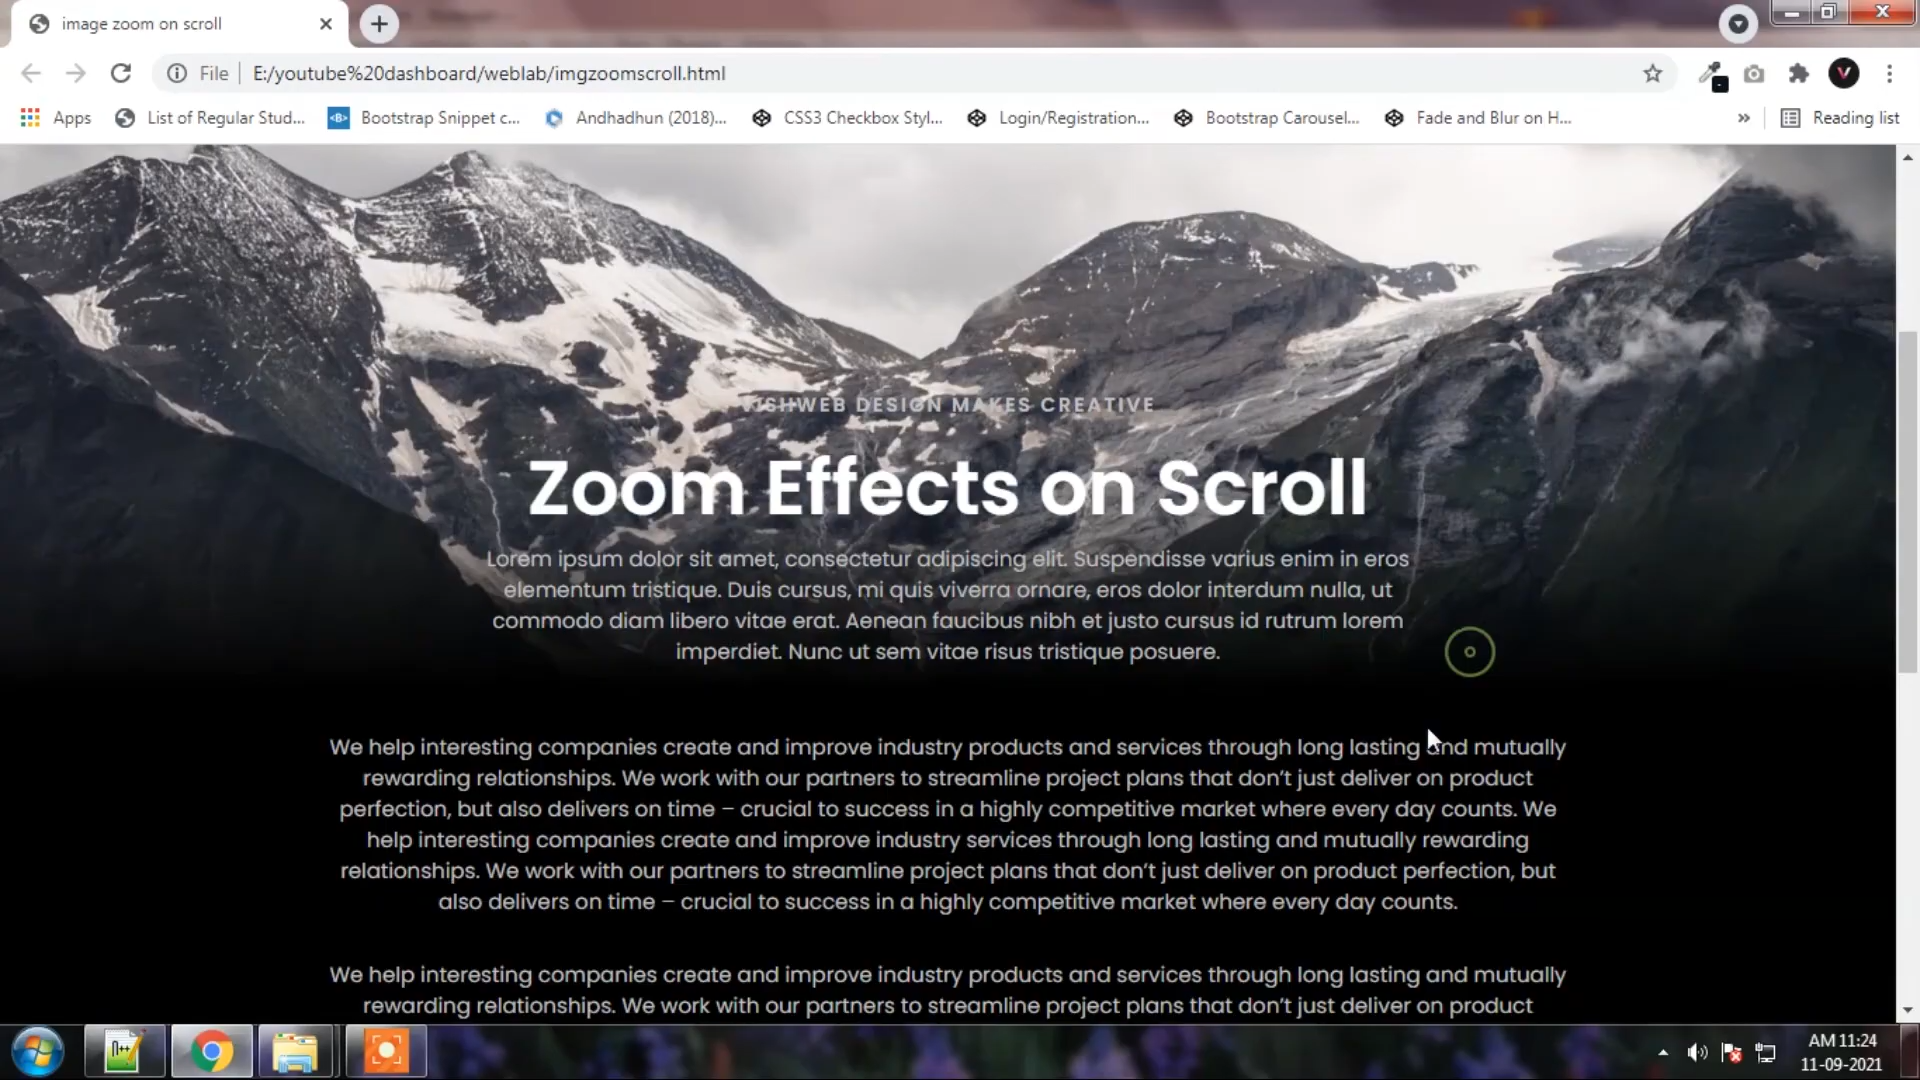 image zoom on scroll
File E:/youtube%20dashboard/weblab/imgzoomscroll.html
Apps List of Regular Stud... Bootstrap Snippet c... Andhadhun (2018)... CSS3 Checkbox Styl... Login/Registration... Bootstrap Carousel... Fade and Blur on H... » Reading list
VISHWEB DESIGN MAKES CREATIVE
Zoom Effects on Scroll
Lorem ipsum dolor sit amet, consectetur adipiscing elit. Suspendisse varius enim in eros
elementum tristique. Duis cursus, mi quis viverra ornare, eros dolor interdum nulla, ut
commodo diam libero vitae erat. Aenean faucibus nibh et justo cursus id rutrum lorem
imperdiet. Nunc ut sem vitae risus tristique posuere.
We help interesting companies create and improve industry products and services through long lasting and mutually
rewarding relationships. We work with our partners to streamline project plans that don’t just deliver on product
perfection, but also delivers on time – crucial to success in a highly competitive market where every day counts. We
help interesting companies create and improve industry services through long lasting and mutually rewarding
relationships. We work with our partners to streamline project plans that don’t just deliver on product perfection, but
also delivers on time – crucial to success in a highly competitive market where every day counts.
We help interesting companies create and improve industry products and services through long lasting and mutually
rewarding relationships. We work with our partners to streamline project plans that don’t just deliver on product
AM 11:24
11-09-2021